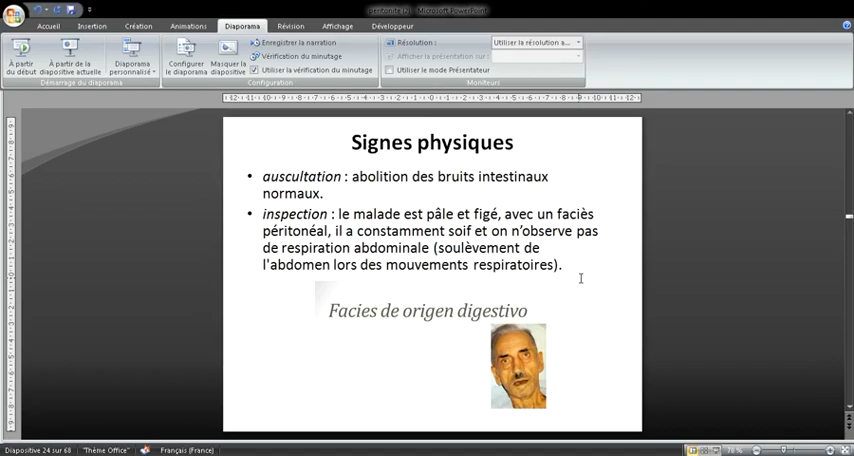 péritonite (2) - Microsoft PowerPoint
Accueil Insertion Création Animations Diaporama Révision Affichage Développeur
À partir du début
À partir de la diapositive actuelle
Diaporama personnalisé
Démarrage du diaporama
Configurer le diaporama
Masquer la diapositive
Enregistrer la narration
Vérification du minutage
Utiliser la vérification du minutage
Configuration
Résolution : Utiliser la résolution a...
Afficher la présentation sur :
Utiliser le mode Présentateur
Moniteurs
Signes physiques
• auscultation : abolition des bruits intestinaux
normaux.
• inspection : le malade est pâle et figé, avec un faciès
péritonéal, il a constamment soif et on n’observe pas
de respiration abdominale (soulèvement de
l'abdomen lors des mouvements respiratoires).
Facies de origen digestivo
Diapositive 24 sur 68 "Thème Office" Français (France) 78 %